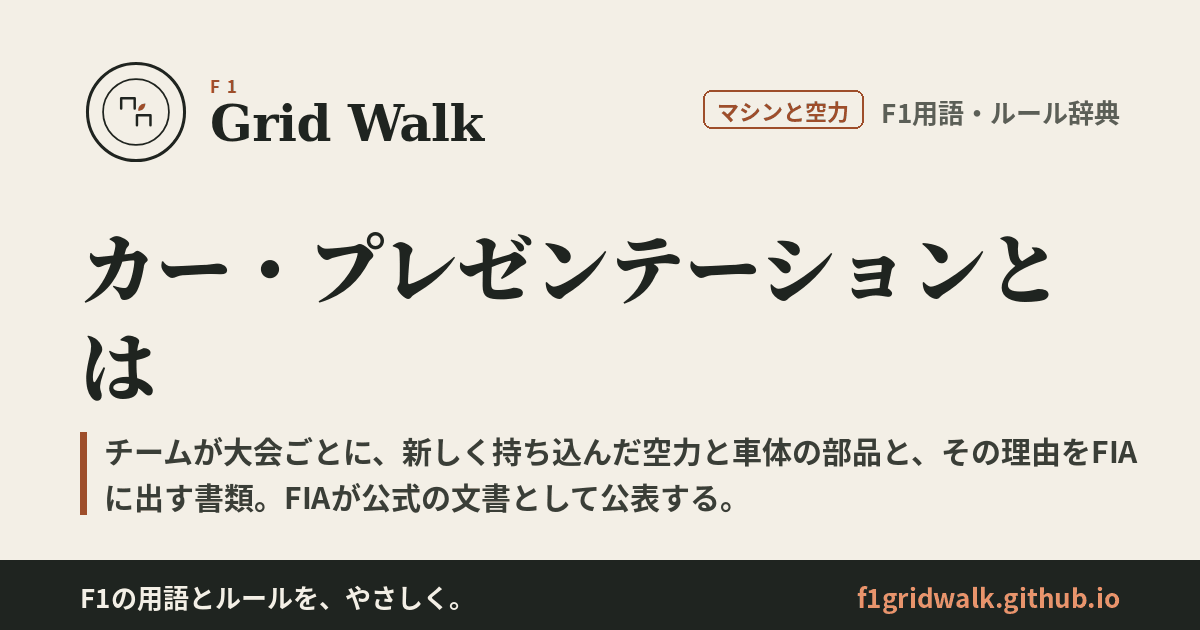 F1
Grid Walk
マシンと空力
F1用語・ルール辞典
カー・プレゼンテーションと
は
チームが大会ごとに、新しく持ち込んだ空力と車体の部品と、その理由をFIA
に出す書類。FIAが公式の文書として公表する。
F1の用語とルールを、やさしく。
f1gridwalk.github.io